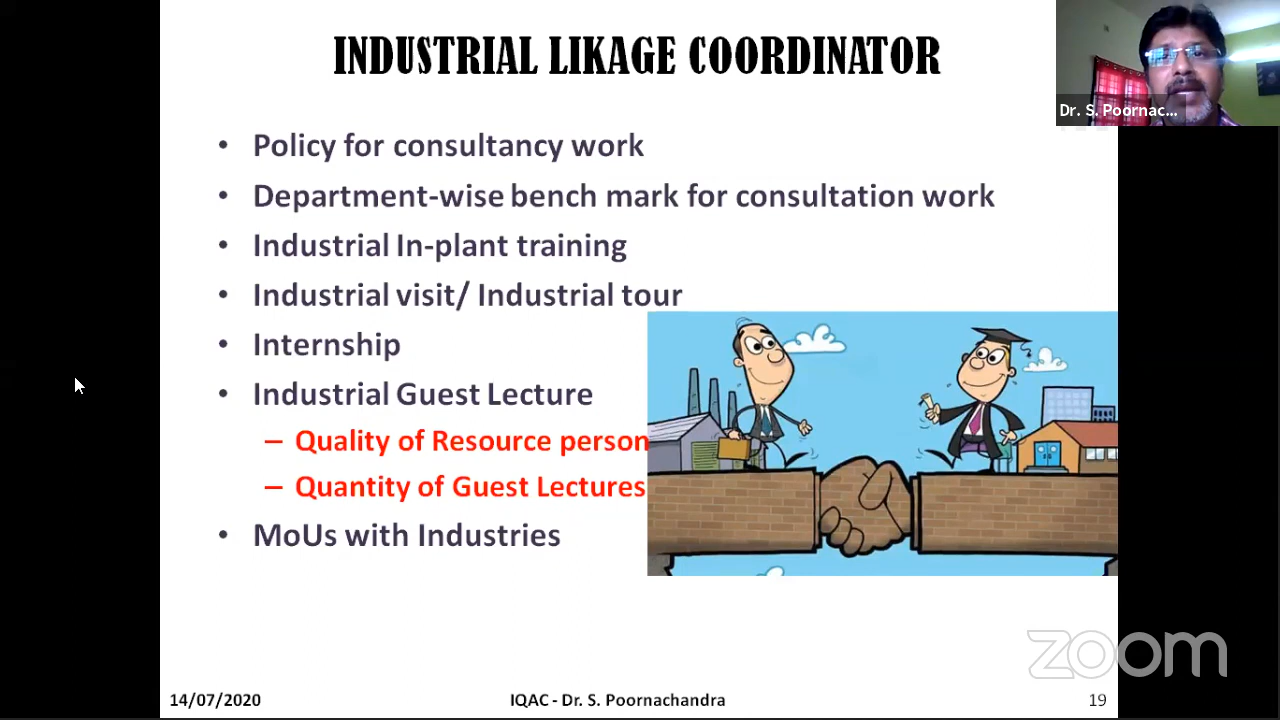 INDUSTRIAL LIKAGE COORDINATOR
Dr. S. Poornac...
• Policy for consultancy work
• Department-wise bench mark for consultation work
• Industrial In-plant training
• Industrial visit/ Industrial tour
• Internship
• Industrial Guest Lecture
– Quality of Resource person
– Quantity of Guest Lectures
• MoUs with Industries
zoom
14/07/2020 IQAC - Dr. S. Poornachandra 19